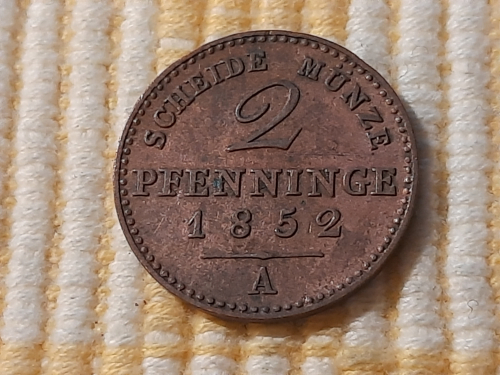 SCHEIDE MÜNZE
2
PFENNINGE
1852
A